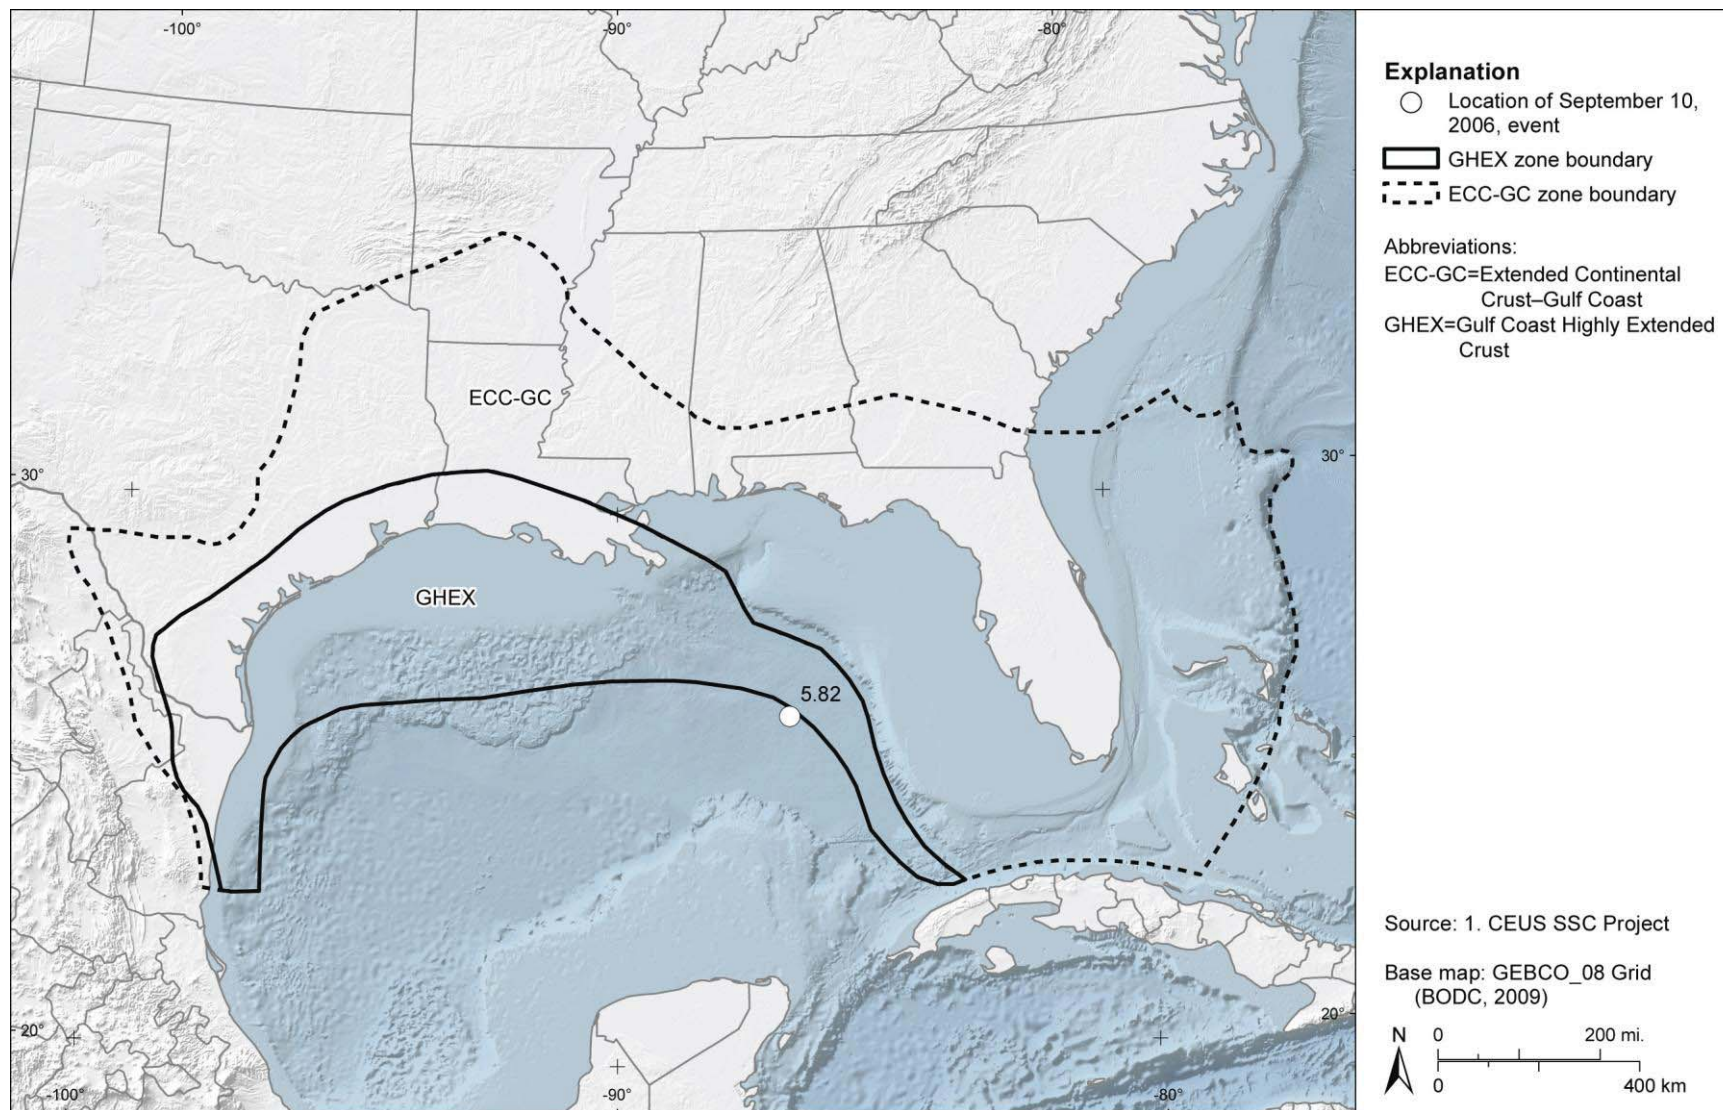 -100°
-90°
-80°
30°
30°
ECC-GC
GHEX
5.82
20°
20°
-100°
-90°
-80°
Explanation
Location of September 10,
2006, event
GHEX zone boundary
ECC-GC zone boundary
Abbreviations:
ECC-GC=Extended Continental
Crust–Gulf Coast
GHEX=Gulf Coast Highly Extended
Crust
Source: 1. CEUS SSC Project
Base map: GEBCO_08 Grid
(BODC, 2009)
N
0 200 mi.
0 400 km